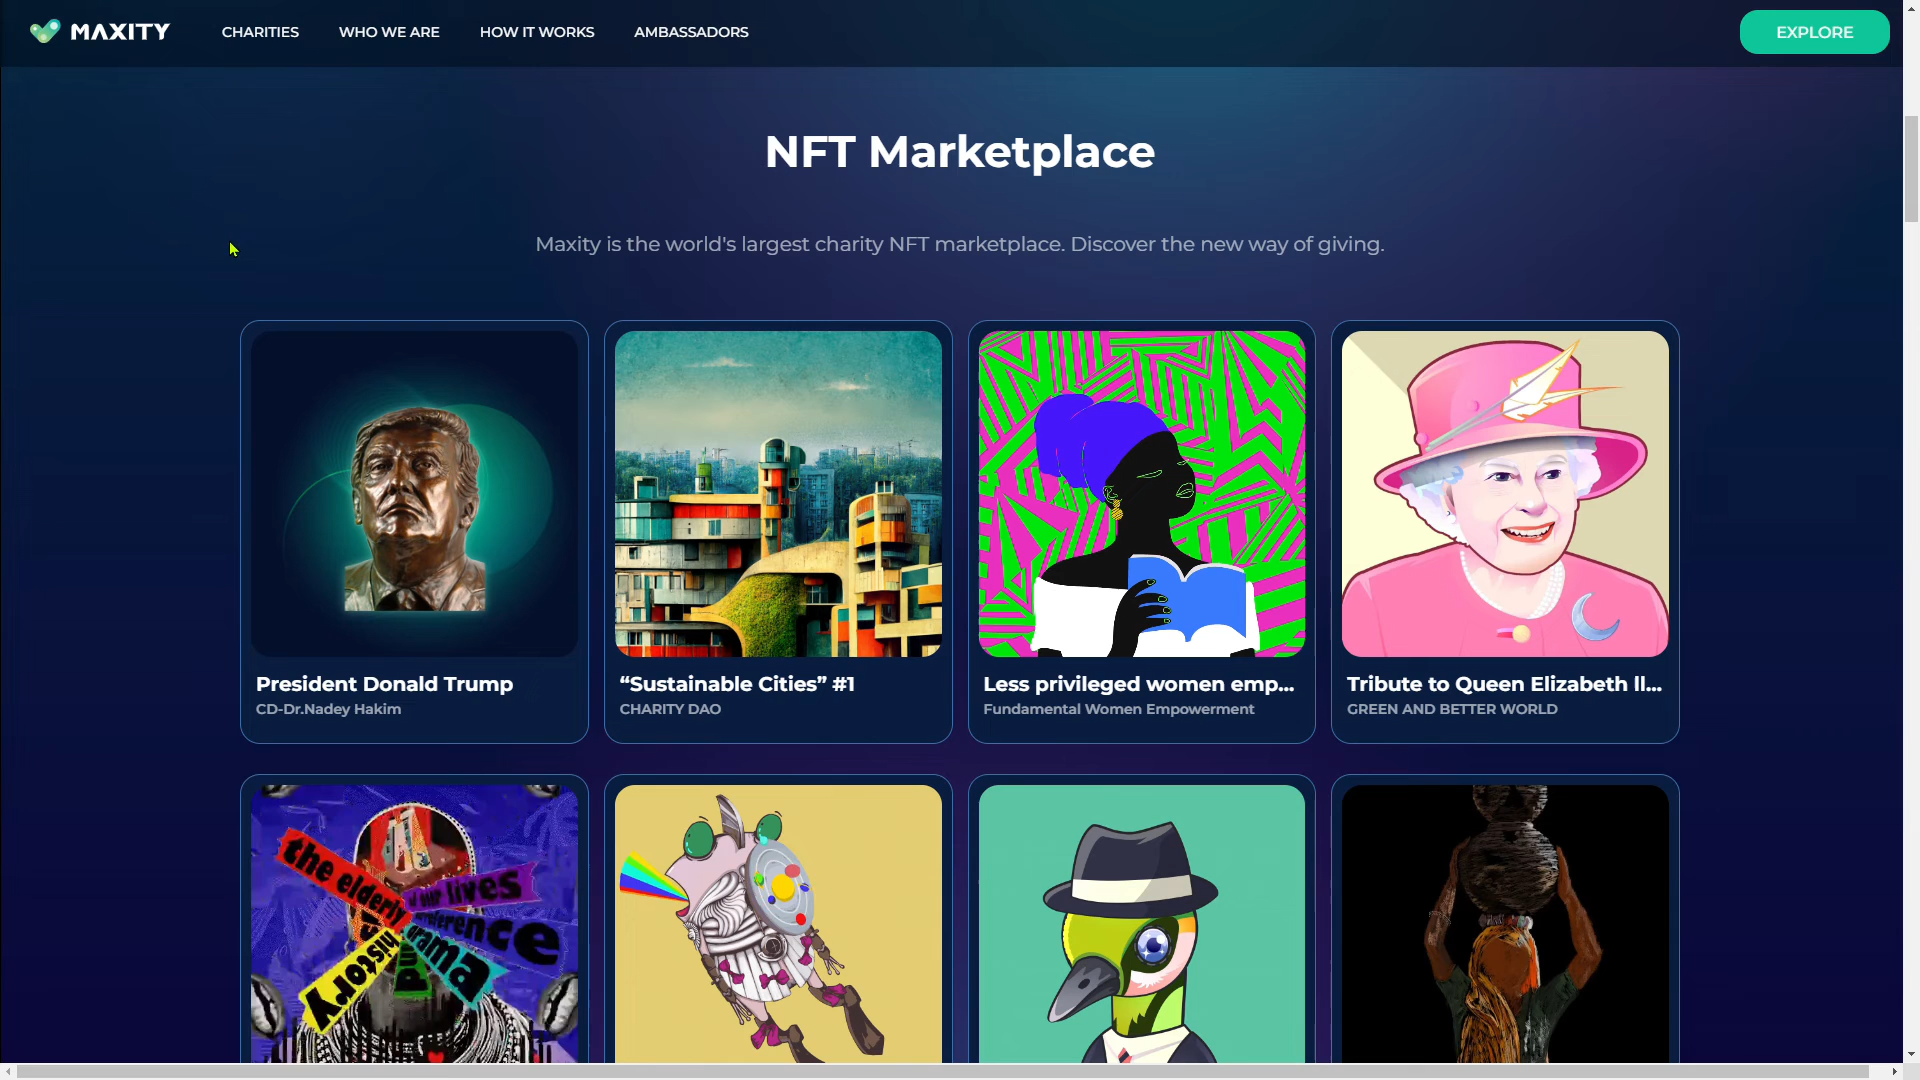 MAXITY
CHARITIES
WHO WE ARE
HOW IT WORKS
AMBASSADORS
EXPLORE
NFT Marketplace
Maxity is the world's largest charity NFT marketplace. Discover the new way of giving.
President Donald Trump
CD-Dr.Nadey Hakim
“Sustainable Cities” #1
CHARITY DAO
Less privileged women emp...
Fundamental Women Empowerment
Tribute to Queen Elizabeth ll...
GREEN AND BETTER WORLD
the elderly
lives
history
drama